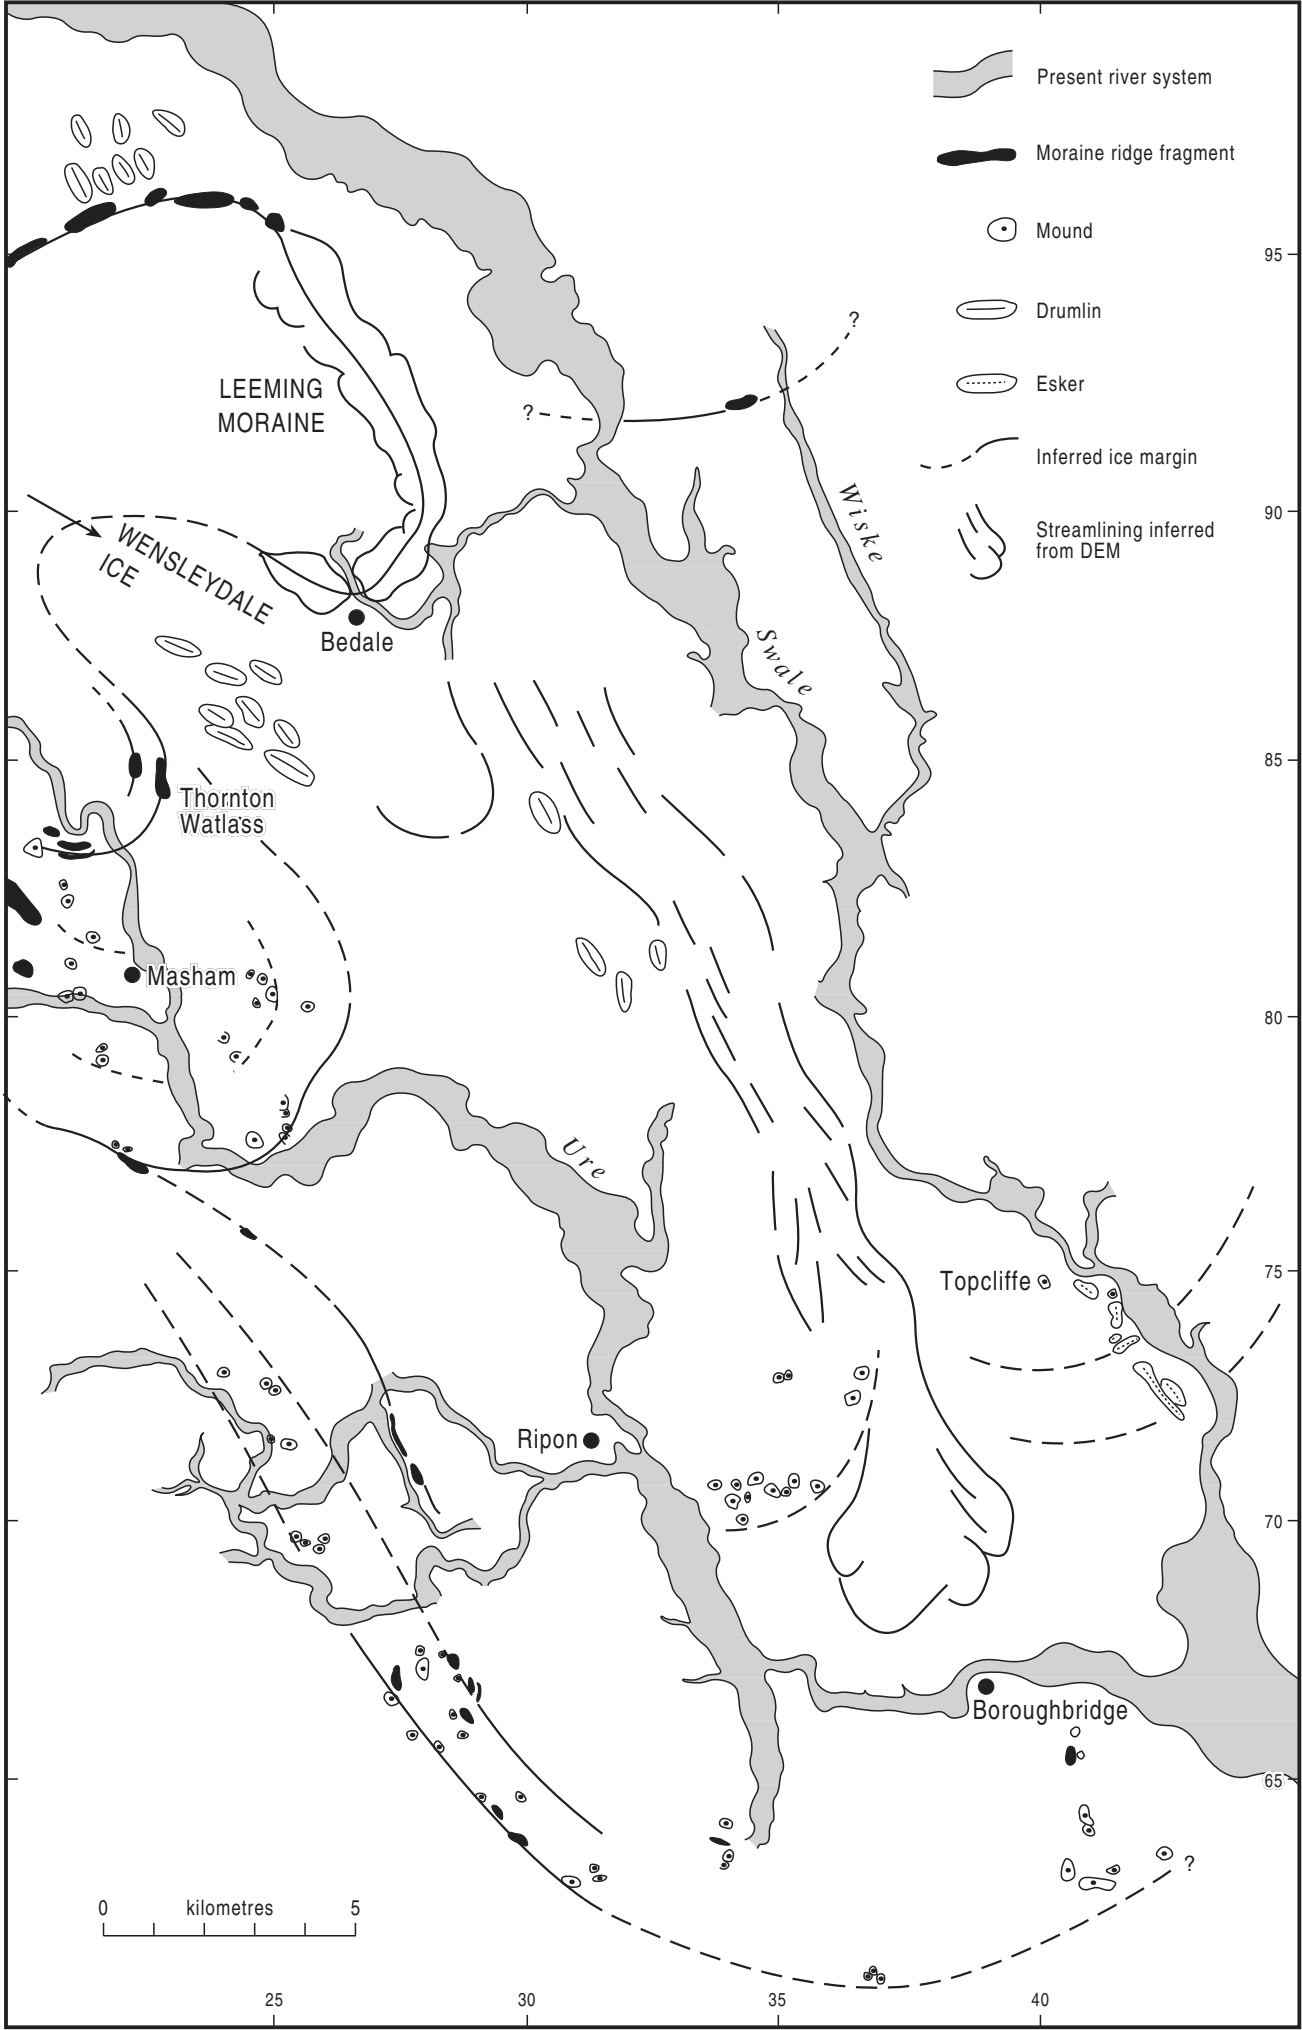 Present river system
Moraine ridge fragment
Mound
95
Drumlin
?
LEEMING
MORAINE
?
Esker
Inferred ice margin
Wiske
90
Streamlining inferred
from DEM
WENSLEYDALE
ICE
Bedale
Swale
85
Thornton
Watlass
Masham
80
Ure
Topcliffe
75
Ripon
70
Boroughbridge
65
?
0 kilometres 5
25 30 35 40